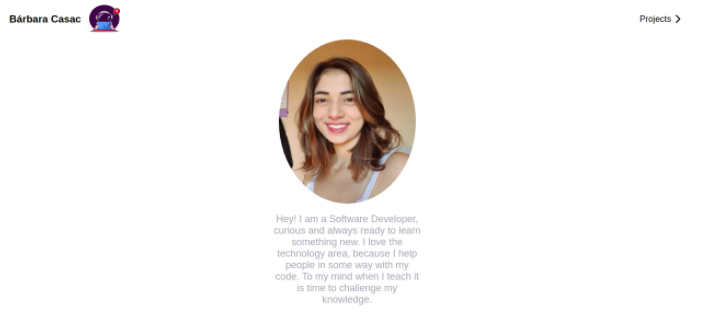 Bárbara Casac
Projects
Hey! I am a Software Developer,
curious and always ready to learn
something new. I love the
technology area, because I help
people in some way with my
code. To my mind when I teach it
is time to challenge my
knowledge.